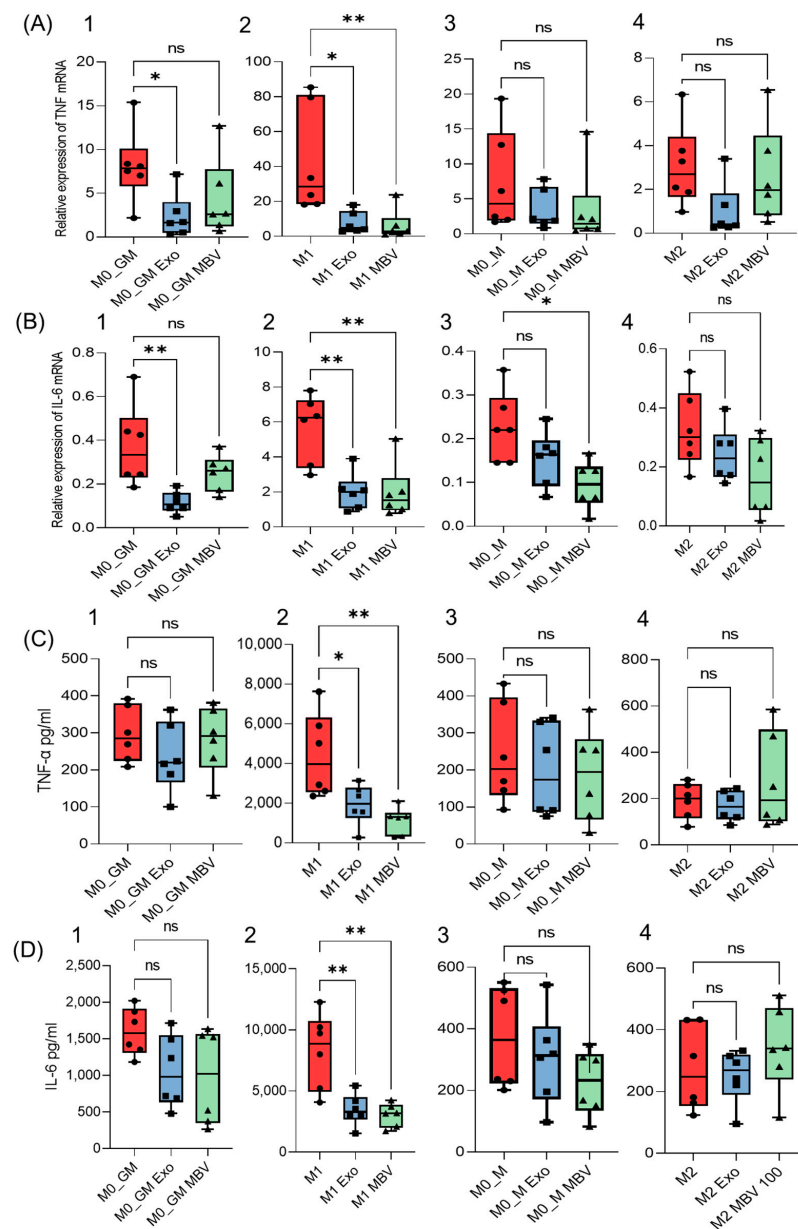 (A)
1
2
3
4
Relative expression of TNF mRNA
20
15
10
5
0
ns
*
M0_GM
M0_GM Exo
M0_GM MBV
100
80
60
40
20
0
**
*
M1
M1 Exo
M1 MBV
25
20
15
10
5
0
ns
ns
M0_M
M0_M Exo
M0_M MBV
8
6
4
2
0
ns
ns
M2
M2 Exo
M2 MBV
(B)
1
2
3
4
Relative expression of IL-6 mRNA
0.8
0.6
0.4
0.2
0.0
ns
**
M0_GM
M0_GM Exo
M0_GM MBV
10
8
6
4
2
0
**
**
M1
M1 Exo
M1 MBV
0.4
0.3
0.2
0.1
0.0
*
ns
M0_M
M0_M Exo
M0_M MBV
0.6
0.4
0.2
0.0
ns
ns
M2
M2 Exo
M2 MBV
(C)
1
2
3
4
TNF-α pg/ml
500
400
300
200
100
0
ns
ns
M0_GM
M0_GM Exo
M0_GM MBV
10,000
8,000
6,000
4,000
2,000
0
**
*
M1
M1 Exo
M1 MBV
500
400
300
200
100
0
ns
ns
M0_M
M0_M Exo
M0_M MBV
800
600
400
200
0
ns
ns
M2
M2 Exo
M2 MBV
(D)
1
2
3
4
IL-6 pg/ml
2,500
2,000
1,500
1,000
500
0
ns
ns
M0_GM
M0_GM Exo
M0_GM MBV
15,000
10,000
5,000
0
**
**
M1
M1 Exo
M1 MBV
600
400
200
0
ns
ns
M0_M
M0_M Exo
M0_M MBV
600
400
200
0
ns
ns
M2
M2 Exo
M2 MBV 100